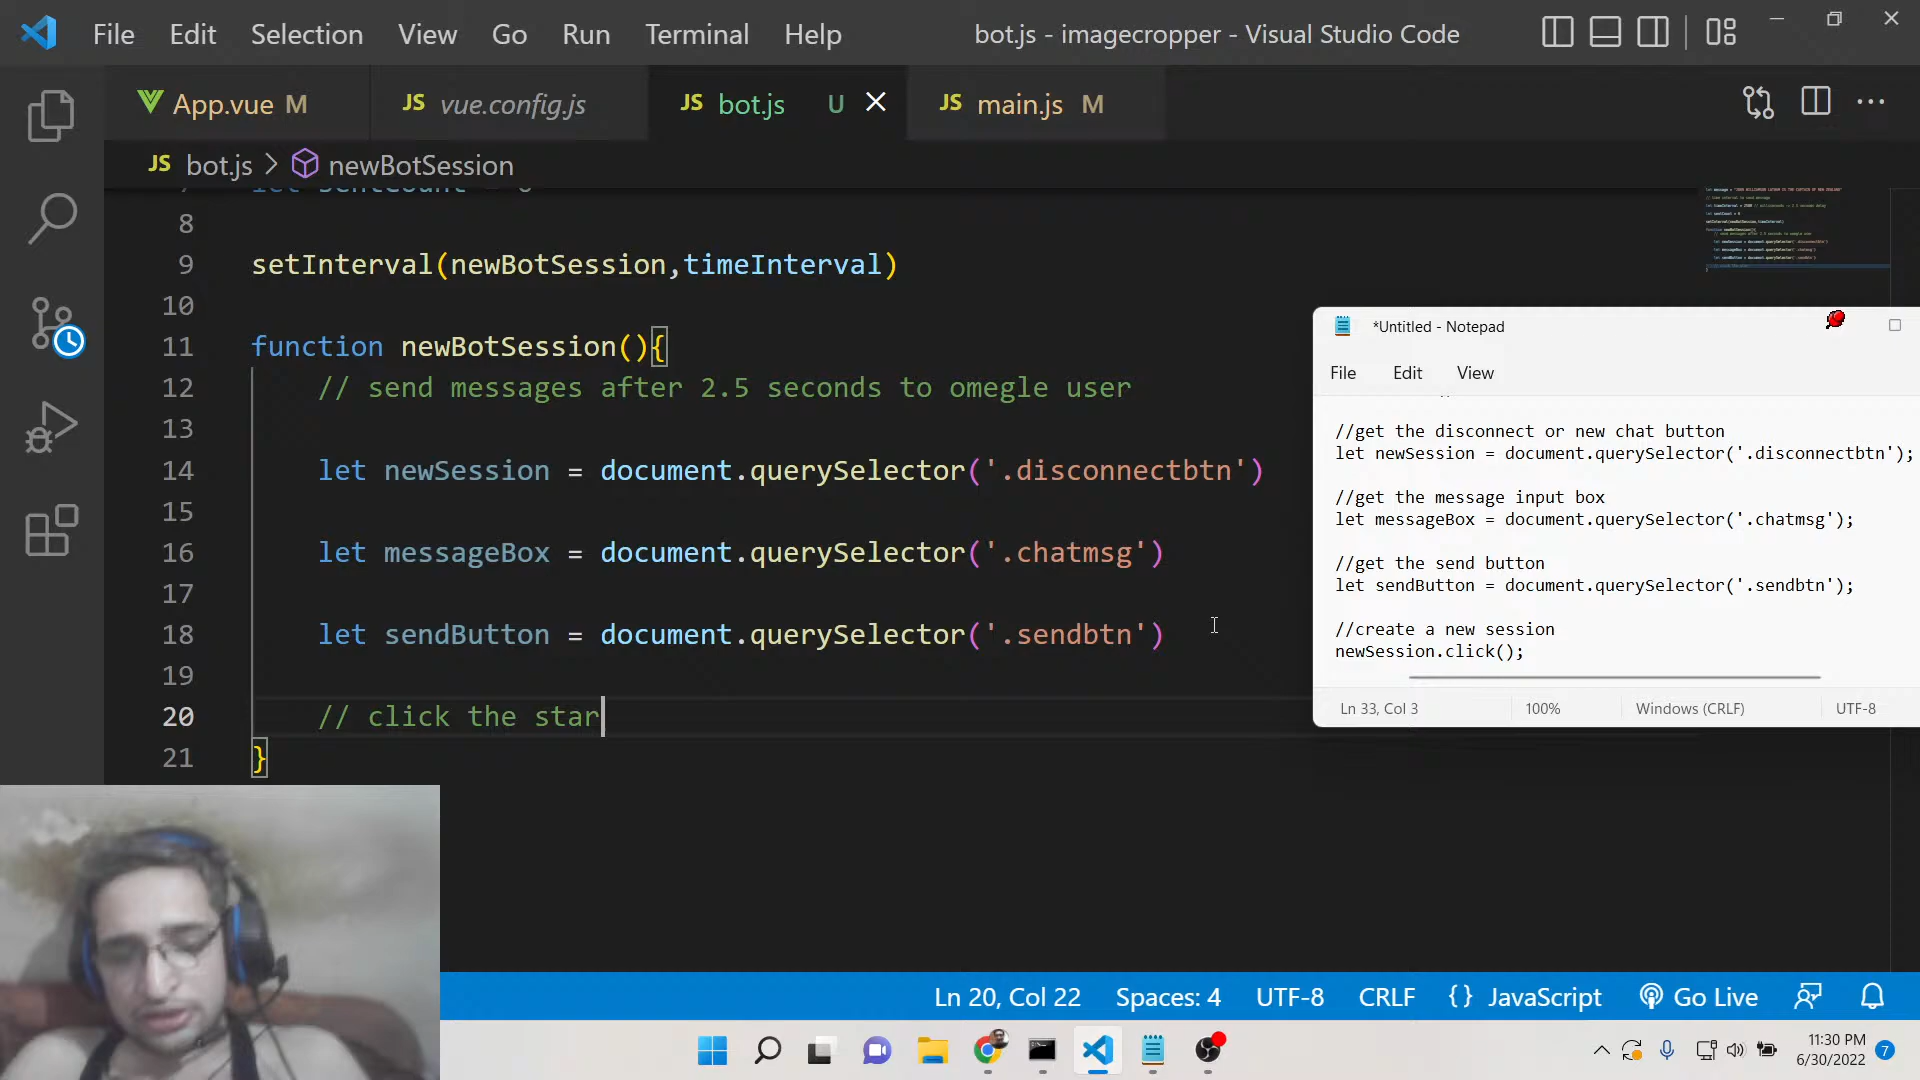 File Edit Selection View Go Run Terminal Help bot.js - imagecropper - Visual Studio Code
App.vue M JS vue.config.js JS bot.js U JS main.js M
JS bot.js > newBotSession
8
9 setInterval(newBotSession,timeInterval)
10
11 function newBotSession(){
12 // send messages after 2.5 seconds to omegle user
13
14 let newSession = document.querySelector('.disconnectbtn')
15
16 let messageBox = document.querySelector('.chatmsg')
17
18 let sendButton = document.querySelector('.sendbtn')
19
20 // click the star
21 }
*Untitled - Notepad
File Edit View
//get the disconnect or new chat button
let newSession = document.querySelector('.disconnectbtn');
//get the message input box
let messageBox = document.querySelector('.chatmsg');
//get the send button
let sendButton = document.querySelector('.sendbtn');
//create a new session
newSession.click();
Ln 33, Col 3 100% Windows (CRLF) UTF-8
Ln 20, Col 22 Spaces: 4 UTF-8 CRLF {} JavaScript Go Live
11:30 PM
6/30/2022
7